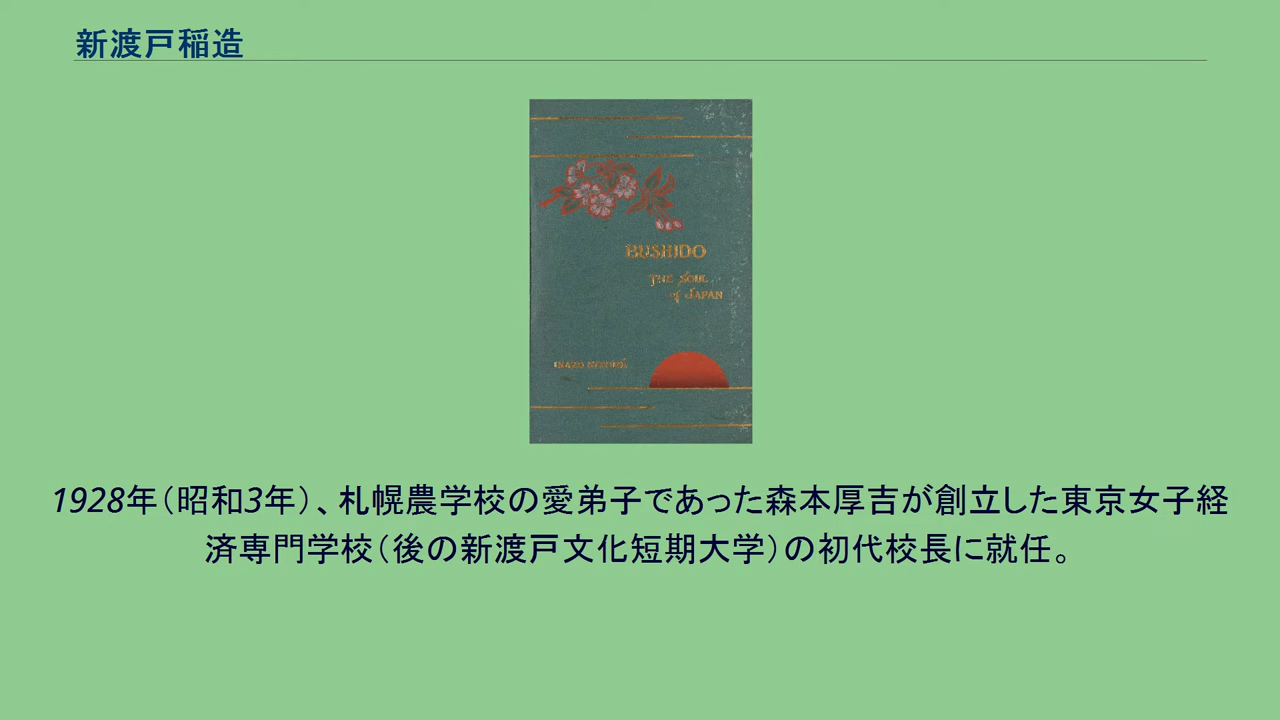 新渡戸稲造
BUSHIDO
THE SOUL
of JAPAN
INAZO NITOBÉ
1928年（昭和3年）、札幌農学校の愛弟子であった森本厚吉が創立した東京女子経
済専門学校（後の新渡戸文化短期大学）の初代校長に就任。